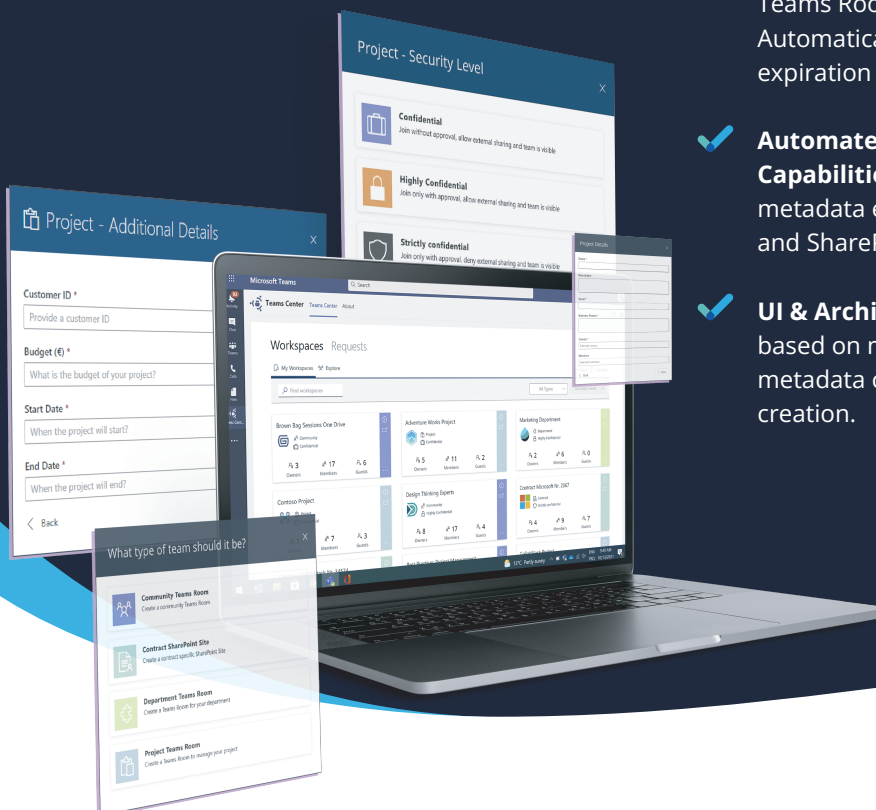 Teams Roo
Automatica
expiration
Automate
Capabilitie
metadata e
and ShareP
UI & Archi
based on m
metadata o
creation.
Project - Security Level
X
Confidential
Join without approval, allow external sharing and team is visible
Highly Confidential
Join only with approval, allow external sharing and team is visible
Strictly confidential
Join only with approval, deny external sharing and team is visible
Project - Additional Details
X
Customer ID *
Provide a customer ID
Budget (€) *
What is the budget of your project?
Start Date *
When the project will start?
End Date *
When the project will end?
Back
Project Details
Microsoft Teams
Search
Activity
Chat
Teams
Calls
Files
Teams Center
Teams Center
About
Workspaces
Requests
My Workspaces
Explore
Find workspaces
All Types
Brown Bag Sessions One Drive
Community
Confidential
3
17
6
Owners
Members
Guests
Adventure Works Project
Project
Confidential
5
11
2
Owners
Members
Guests
Marketing Department
Department
Highly Confidential
2
6
0
Owners
Members
Guests
Contoso Project
7
3
Members
Guests
Design Thinking Experts
Community
Highly Confidential
8
17
4
Owners
Members
Guests
Contract Microsoft Nr. 2067
Contract
Strictly confidential
4
9
7
Owners
Members
Guests
12°C Partly sunny
What type of team should it be?
X
Community Teams Room
Create a community Teams Room
Contract SharePoint Site
Create a contract specific SharePoint Site
Department Teams Room
Create a Teams Room for your department
Project Teams Room
Create a Teams Room to manage your project